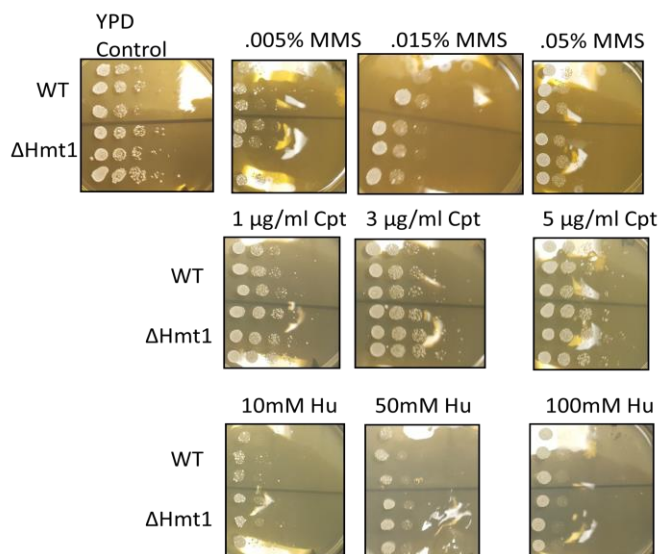 YPD
Control
.005% MMS
.015% MMS
.05% MMS
WT
ΔHmt1
1 µg/ml Cpt
3 µg/ml Cpt
5 µg/ml Cpt
WT
ΔHmt1
10mM Hu
50mM Hu
100mM Hu
WT
ΔHmt1